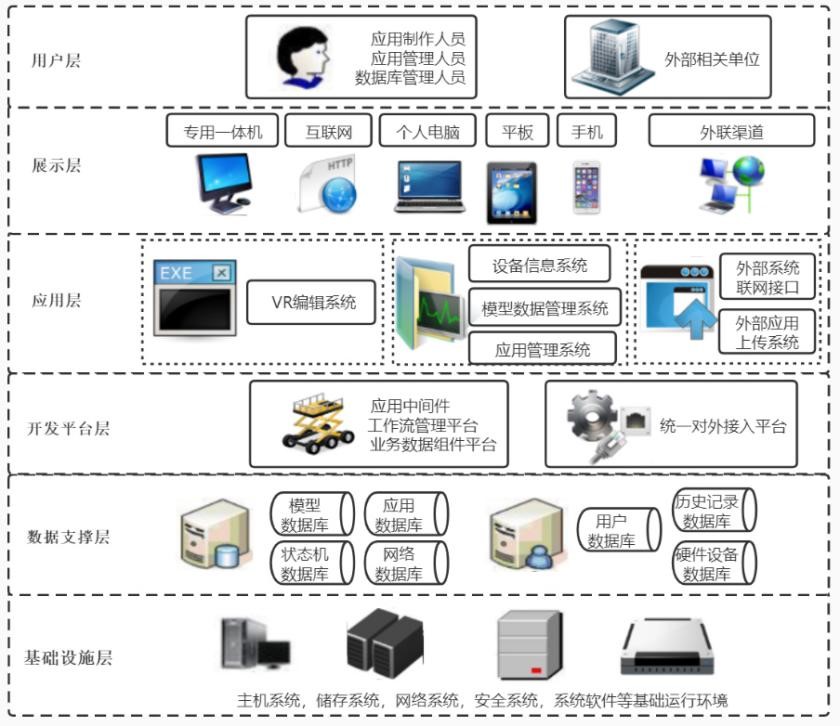 用户层
应用制作人员
应用管理人员
数据库管理人员
外部相关单位
展示层
专用一体机
互联网
个人电脑
平板
手机
外联渠道
HTTP
应用层
EXE
VR编辑系统
设备信息系统
模型数据管理系统
应用管理系统
外部系统
联网接口
外部应用
上传系统
开发平台层
应用中间件
工作流管理平台
业务数据组件平台
统一对外接入平台
数据支撑层
模型
数据库
应用
数据库
状态机
数据库
网络
数据库
用户
数据库
历史记录
数据库
硬件设备
数据库
基础设施层
主机系统，储存系统，网络系统，安全系统，系统软件等基础运行环境